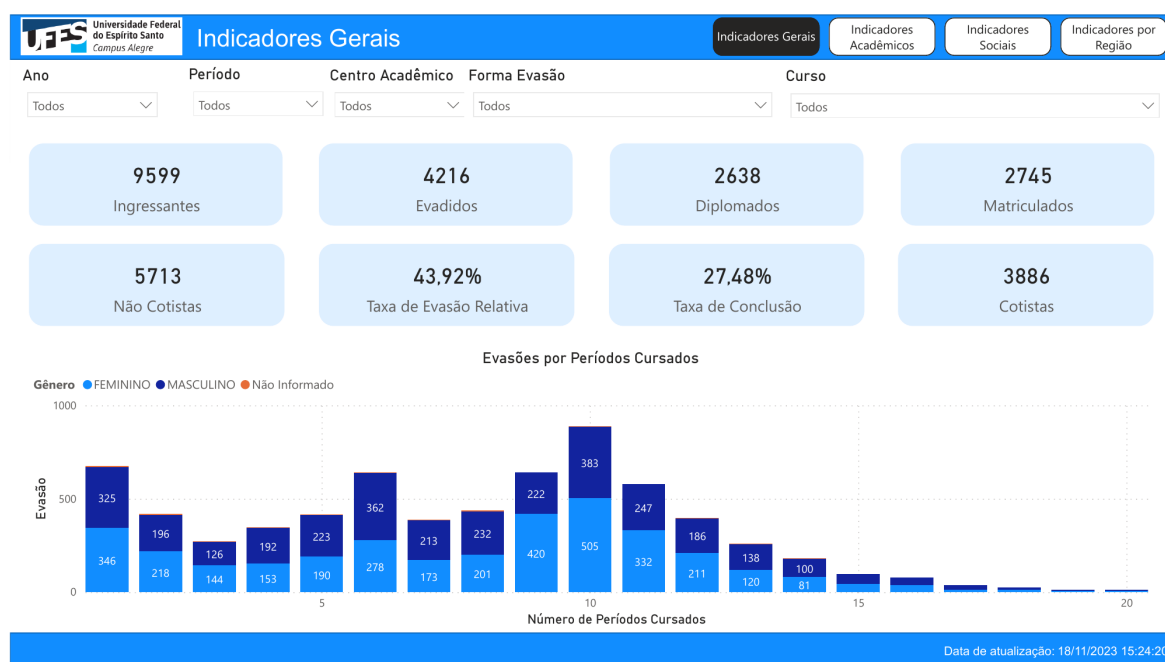 UFES
Universidade Federal
do Espírito Santo
Campus Alegre
Indicadores Gerais
Indicadores Gerais
Indicadores
Acadêmicos
Indicadores
Sociais
Indicadores por
Região
Ano
Período
Centro Acadêmico
Forma Evasão
Curso
Todos
Todos
Todos
Todos
Todos
9599
Ingressantes
4216
Evadidos
2638
Diplomados
2745
Matriculados
5713
Não Cotistas
43,92%
Taxa de Evasão Relativa
27,48%
Taxa de Conclusão
3886
Cotistas
Evasões por Períodos Cursados
Gênero FEMININO MASCULINO Não Informado
1000
500
0
Evasão
325
346
196
218
126
144
192
153
223
190
362
278
213
173
232
201
222
420
383
505
247
332
186
211
138
120
100
81
5
10
15
20
Número de Períodos Cursados
Data de atualização: 18/11/2023 15:24:20